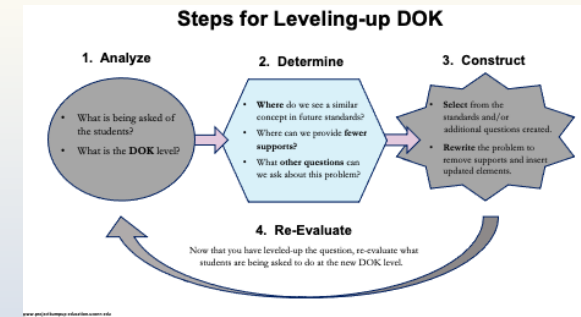 Steps for Leveling-up DOK
1. Analyze
• What is being asked of
the students?
• What is the DOK level?
2. Determine
• Where do we see a similar
concept in future standards?
• Where can we provide fewer
supports?
• What other questions can
we ask about this problem?
3. Construct
• Select from the
standards and/or
additional questions created.
• Rewrite the problem to
remove supports and insert
updated elements.
4. Re-Evaluate
Now that you have leveled-up the question, re-evaluate what
students are being asked to do at the new DOK level.